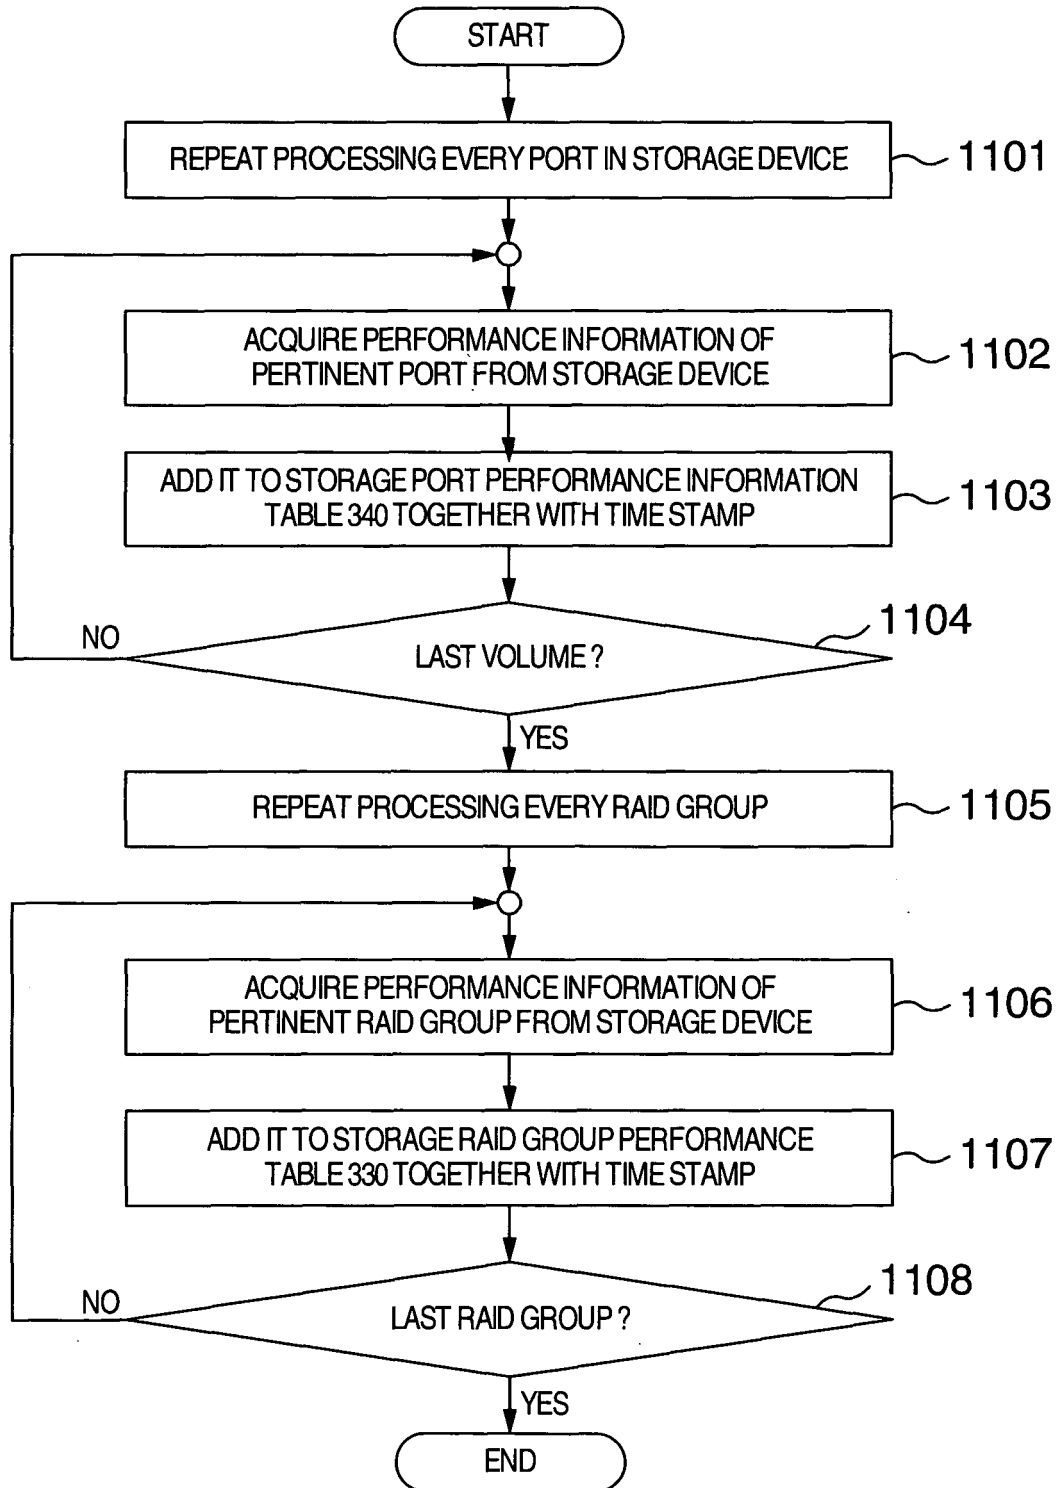 START
REPEAT PROCESSING EVERY PORT IN STORAGE DEVICE
1101
ACQUIRE PERFORMANCE INFORMATION OF
PERTINENT PORT FROM STORAGE DEVICE
1102
ADD IT TO STORAGE PORT PERFORMANCE INFORMATION
TABLE 340 TOGETHER WITH TIME STAMP
1103
1104
NO
LAST VOLUME ?
YES
REPEAT PROCESSING EVERY RAID GROUP
1105
ACQUIRE PERFORMANCE INFORMATION OF
PERTINENT RAID GROUP FROM STORAGE DEVICE
1106
ADD IT TO STORAGE RAID GROUP PERFORMANCE
TABLE 330 TOGETHER WITH TIME STAMP
1107
1108
NO
LAST RAID GROUP ?
YES
END